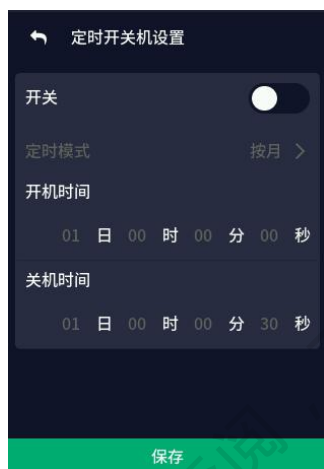 定时开关机设置
开关
定时模式 按月
开机时间
01 日 00 时 00 分 00 秒
关机时间
01 日 00 时 00 分 30 秒
保存